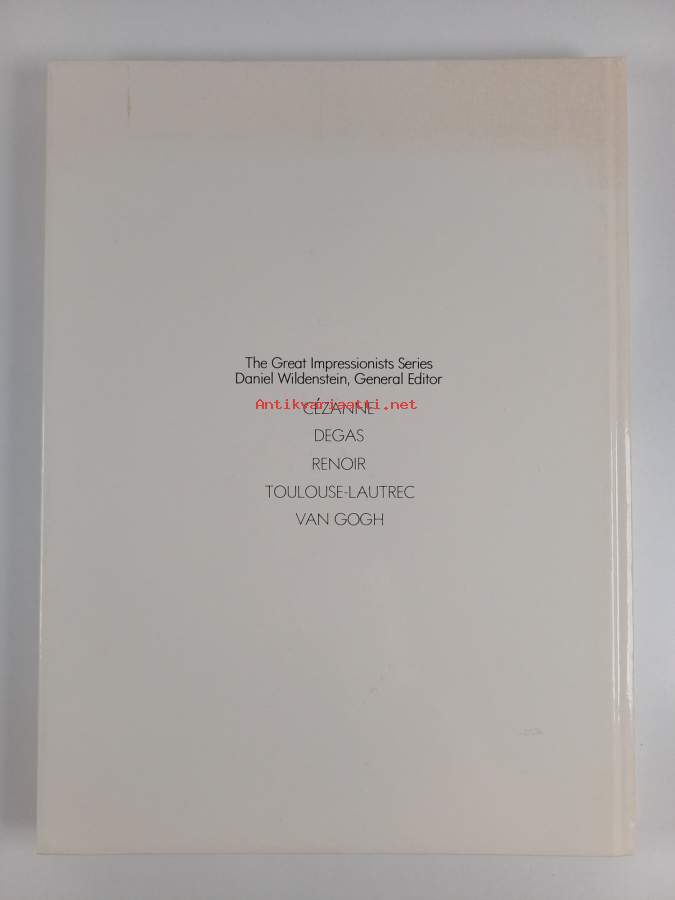 The Great Impressionists Series
Daniel Wildenstein, General Editor
Antikvariaatti.net
CÉZANNE
DEGAS
RENOIR
TOULOUSE-LAUTREC
VAN GOGH